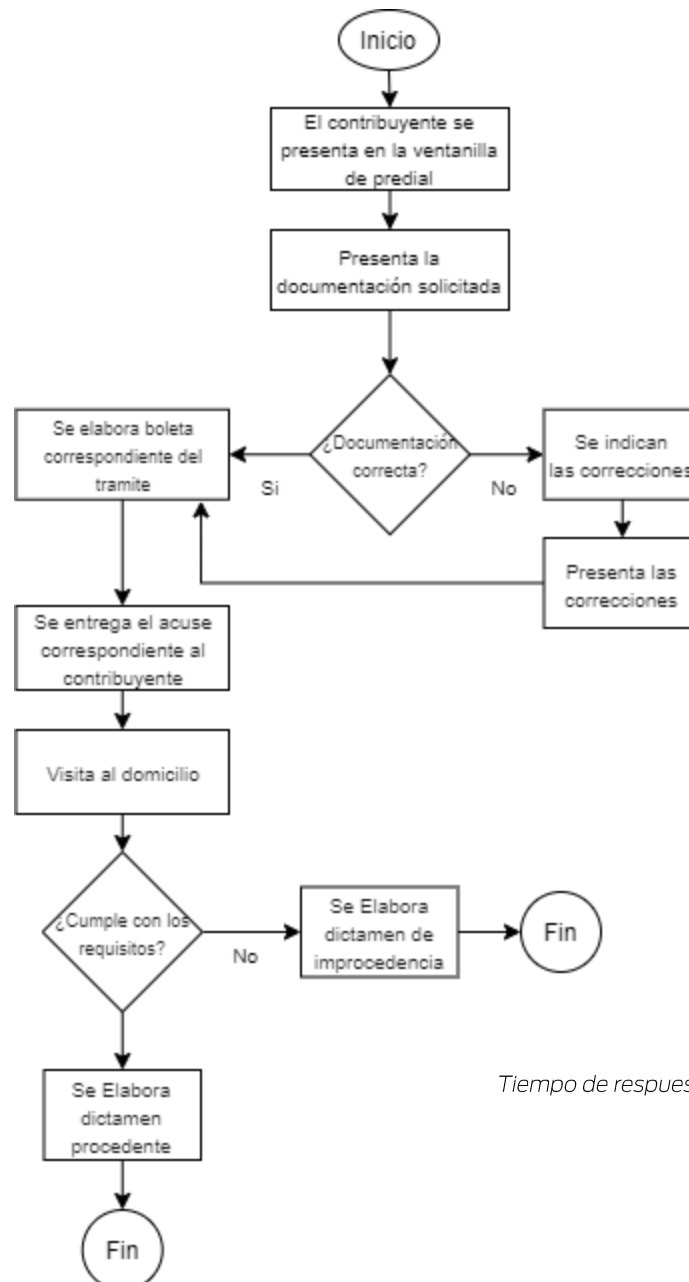 Inicio
El contribuyente se
presenta en la ventanilla
de predial
Presenta la
documentación solicitada
¿Documentación
correcta?
Si
No
Se elabora boleta
correspondiente del
tramite
Se indican
las correcciones
Presenta las
correcciones
Se entrega el acuse
correspondiente al
contribuyente
Visita al domicilio
¿Cumple con los
requisitos?
No
Se Elabora
dictamen de
improcedencia
Fin
Se Elabora
dictamen
procedente
Tiempo de respues
Fin